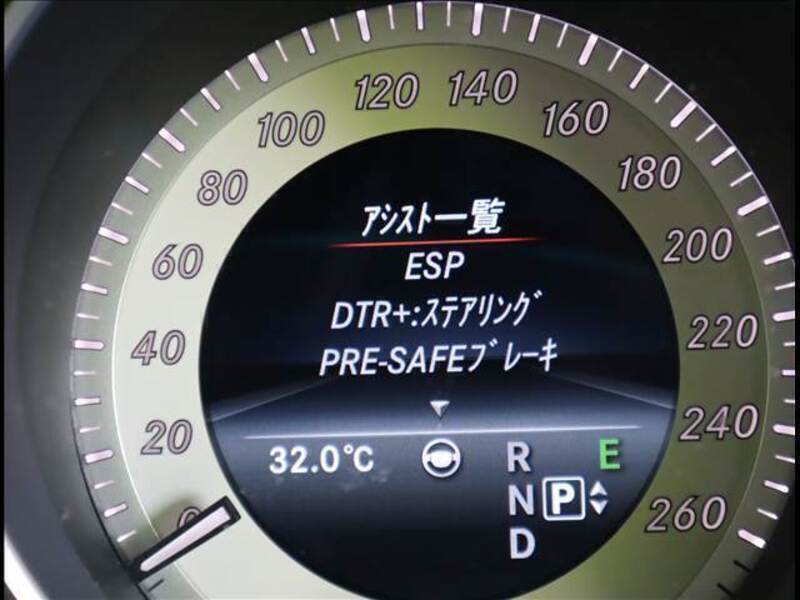 120 140
100 160
80 180
60 200
40 220
20 240
0 260
ｱｼｽﾄ一覧
ESP
DTR+:ｽﾃｱﾘﾝｸﾞ
PRE-SAFEﾌﾞﾚｰｷ
32.0°C
R E
N P
D